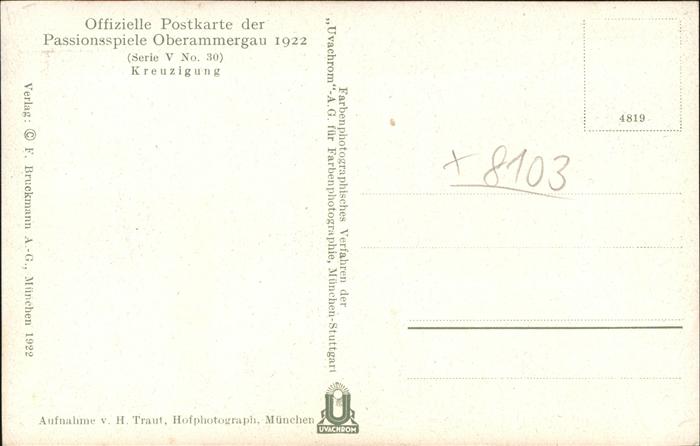 Offizielle Postkarte der
Passionsspiele Oberammergau 1922
(Serie V No. 30)
Kreuzigung
Verlag: © F. Bruckmann A.-G., München 1922
Aufnahme v. H. Traut, Hofphotograph, München
Farbenphotographisches Verfahren der
„Uvachrom“-A.G. für Farbenphotographie, München-Stuttgart
U
UVACHROM
4819
+ 8103